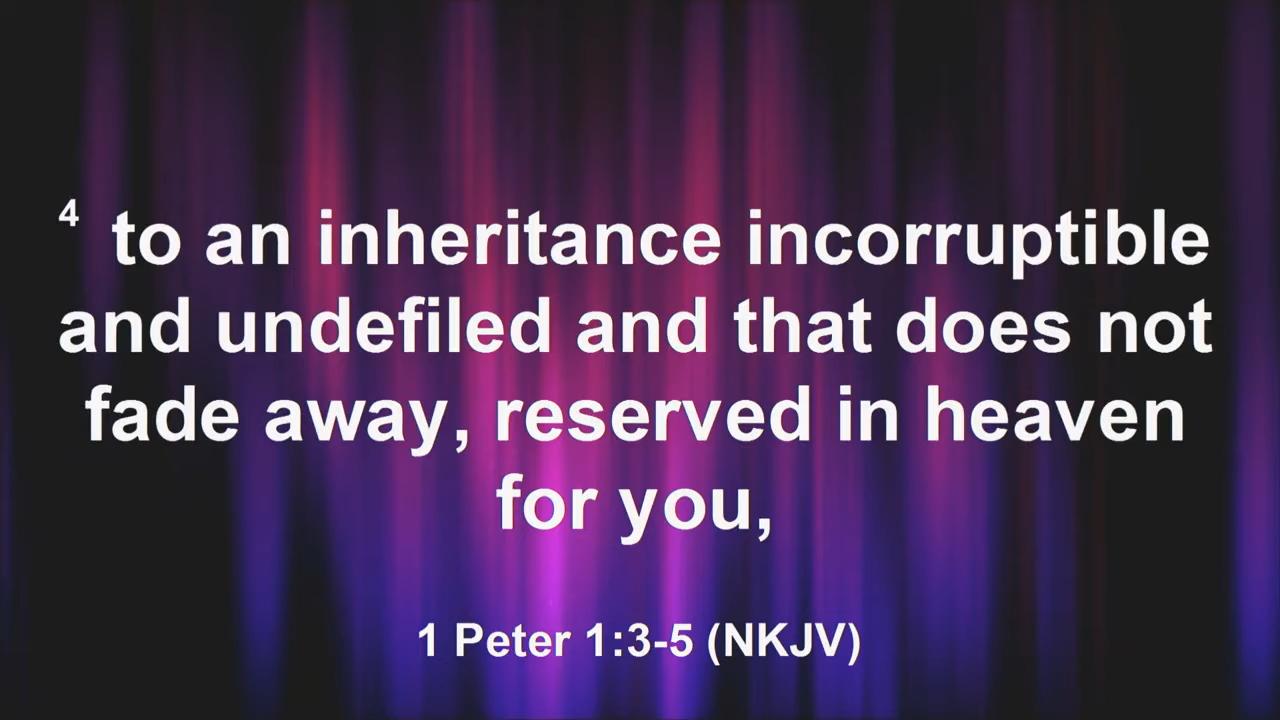 4 to an inheritance incorruptible
and undefiled and that does not
fade away, reserved in heaven
for you,
1 Peter 1:3-5 (NKJV)